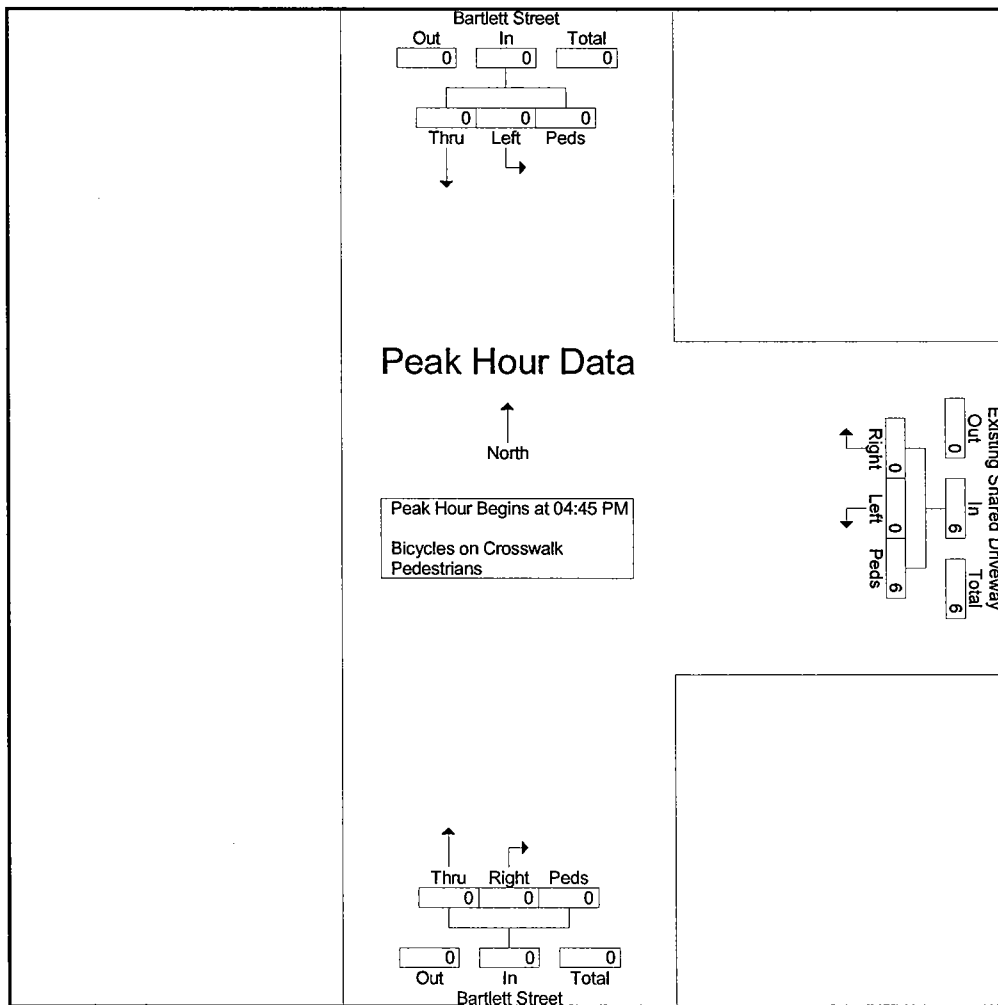 Bartlett Street
Out In Total
0 0 0
0 0 0
Thru Left Peds
Peak Hour Data
North
Peak Hour Begins at 04:45 PM
Bicycles on Crosswalk
Pedestrians
Existing Shared Driveway
Out In Total
0 6 6
0 0 6
Right Left Peds
Thru Right Peds
0 0 0
0 0 0
Out In Total
Bartlett Street